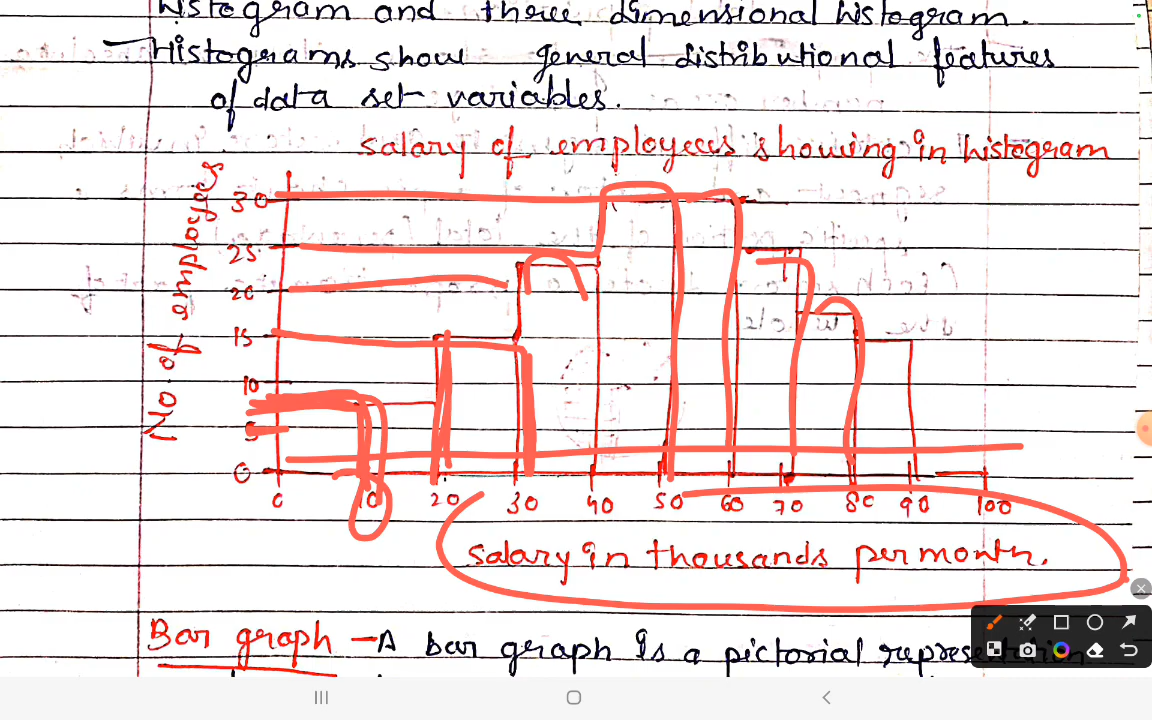 histogram and three dimensional histogram.
- Histograms show general distributional features
of data set variables.
salary of employees showing in histogram
No. of employees
30
25
20
15
10
5
0
0 10 20 30 40 50 60 70 80 90 100
salary in thousands per month.
Bar graph - A bar graph is a pictorial representation